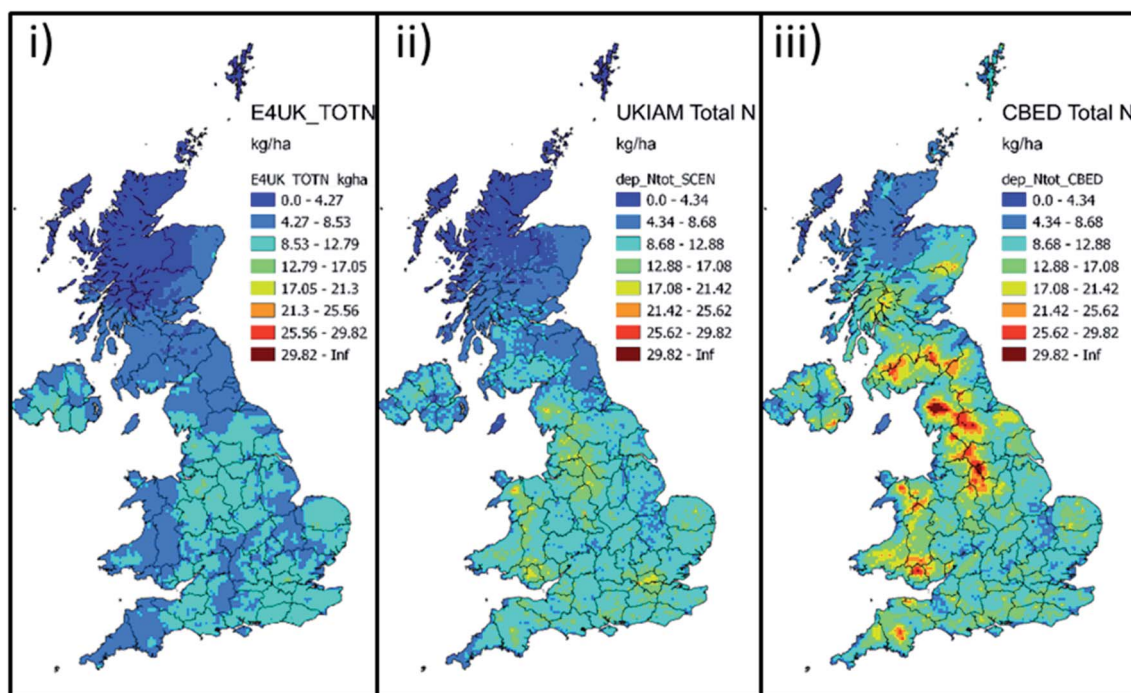 i)
E4UK_TOTN
kg/ha
E4UK_TOTN_kgha
0.0 - 4.27
4.27 - 8.53
8.53 - 12.79
12.79 - 17.05
17.05 - 21.3
21.3 - 25.56
25.56 - 29.82
29.82 - Inf
ii)
UKIAM Total N
kg/ha
dep_Ntot_SCEN
0.0 - 4.34
4.34 - 8.68
8.68 - 12.88
12.88 - 17.08
17.08 - 21.42
21.42 - 25.62
25.62 - 29.82
29.82 - Inf
iii)
CBED Total N
kg/ha
dep_Ntot_CBED
0.0 - 4.34
4.34 - 8.68
8.68 - 12.88
12.88 - 17.08
17.08 - 21.42
21.42 - 25.62
25.62 - 29.82
29.82 - Inf